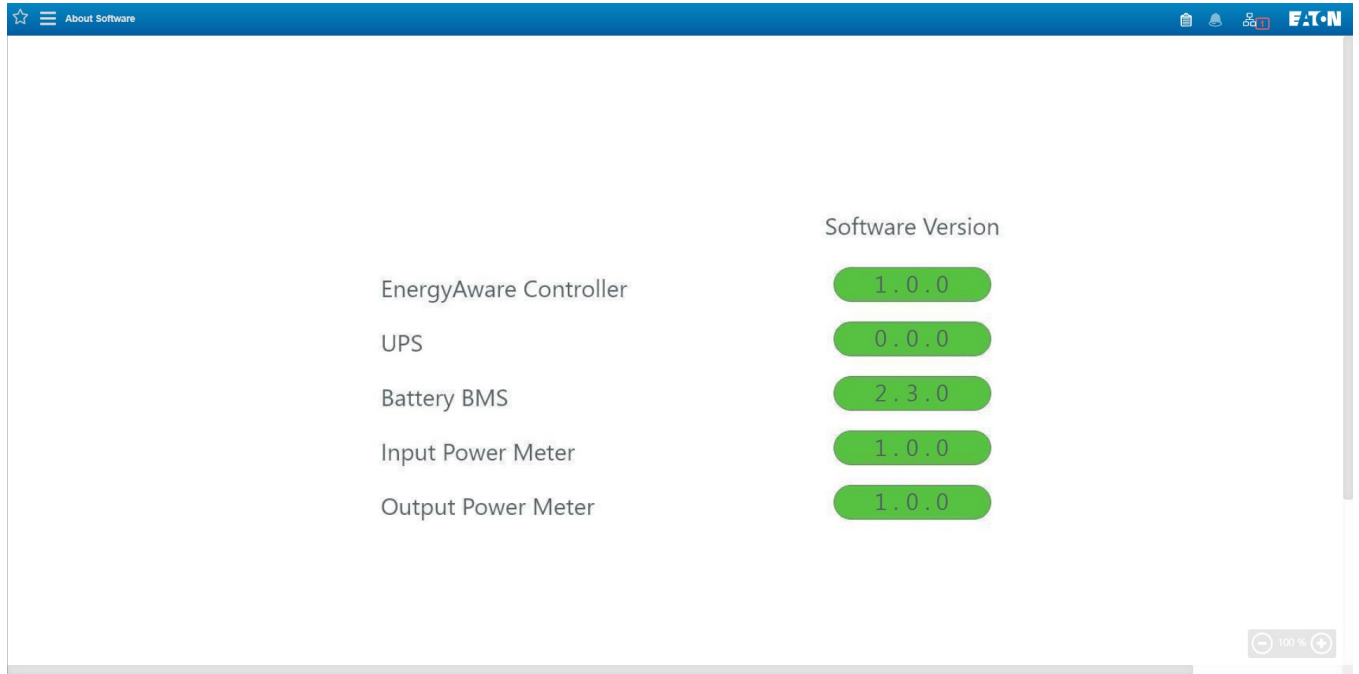 About Software
1
EATON
Software Version
EnergyAware Controller 1.0.0
UPS 0.0.0
Battery BMS 2.3.0
Input Power Meter 1.0.0
Output Power Meter 1.0.0
100 %